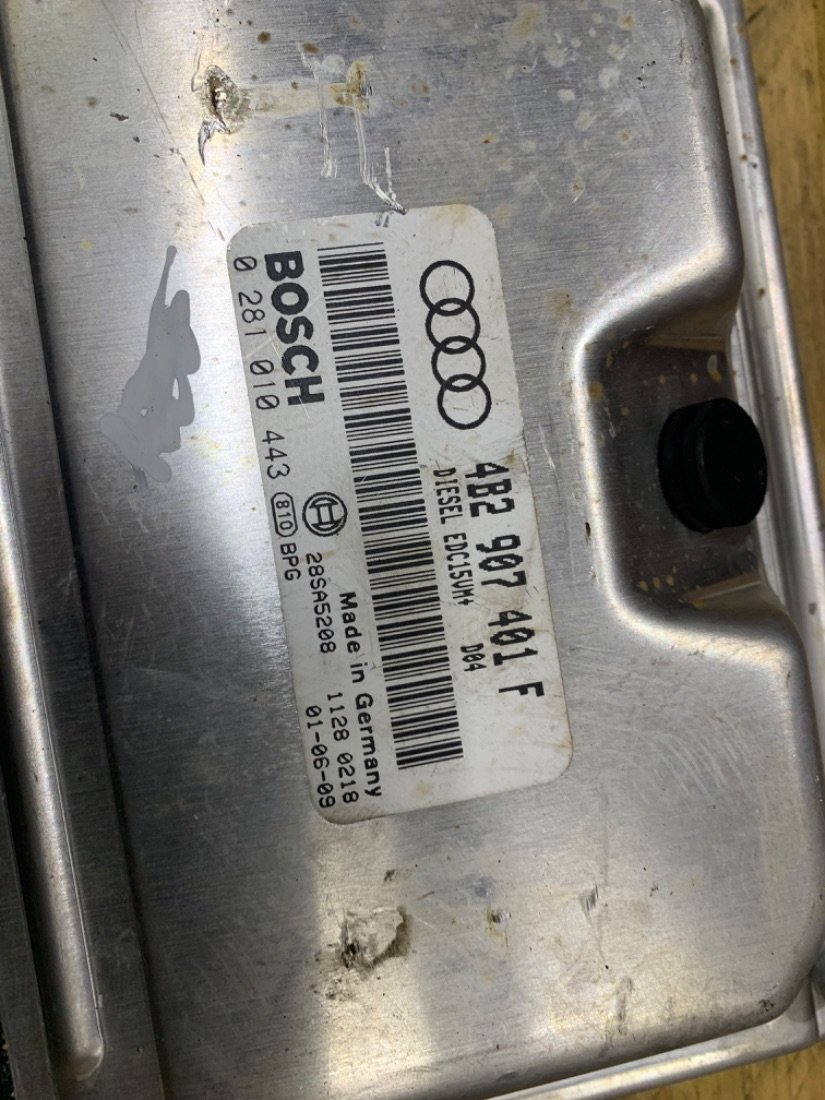 4B2 907 401 F
DIESEL EDC15VM+ D04
BOSCH
Made in Germany
0 281 010 443
28SA5208
1128 0218
810 BPG
01-06-09